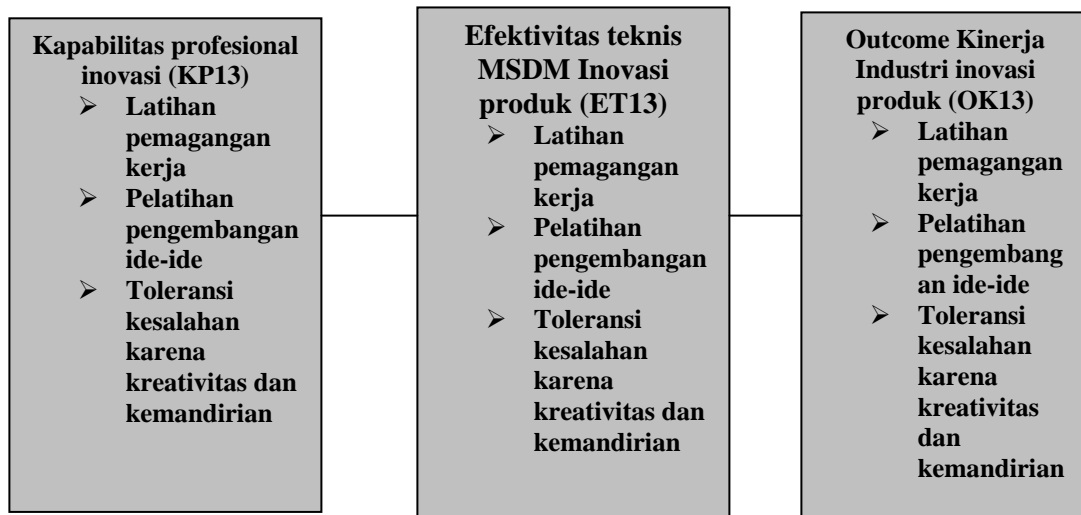 Kapabilitas profesional
inovasi (KP13)
➢ Latihan
pemagangan
kerja
➢ Pelatihan
pengembangan
ide-ide
➢ Toleransi
kesalahan
karena
kreativitas dan
kemandirian
Efektivitas teknis
MSDM Inovasi
produk (ET13)
➢ Latihan
pemagangan
kerja
➢ Pelatihan
pengembangan
ide-ide
➢ Toleransi
kesalahan
karena
kreativitas dan
kemandirian
Outcome Kinerja
Industri inovasi
produk (OK13)
➢ Latihan
pemagangan
kerja
➢ Pelatihan
pengembang
an ide-ide
➢ Toleransi
kesalahan
karena
kreativitas
dan
kemandirian